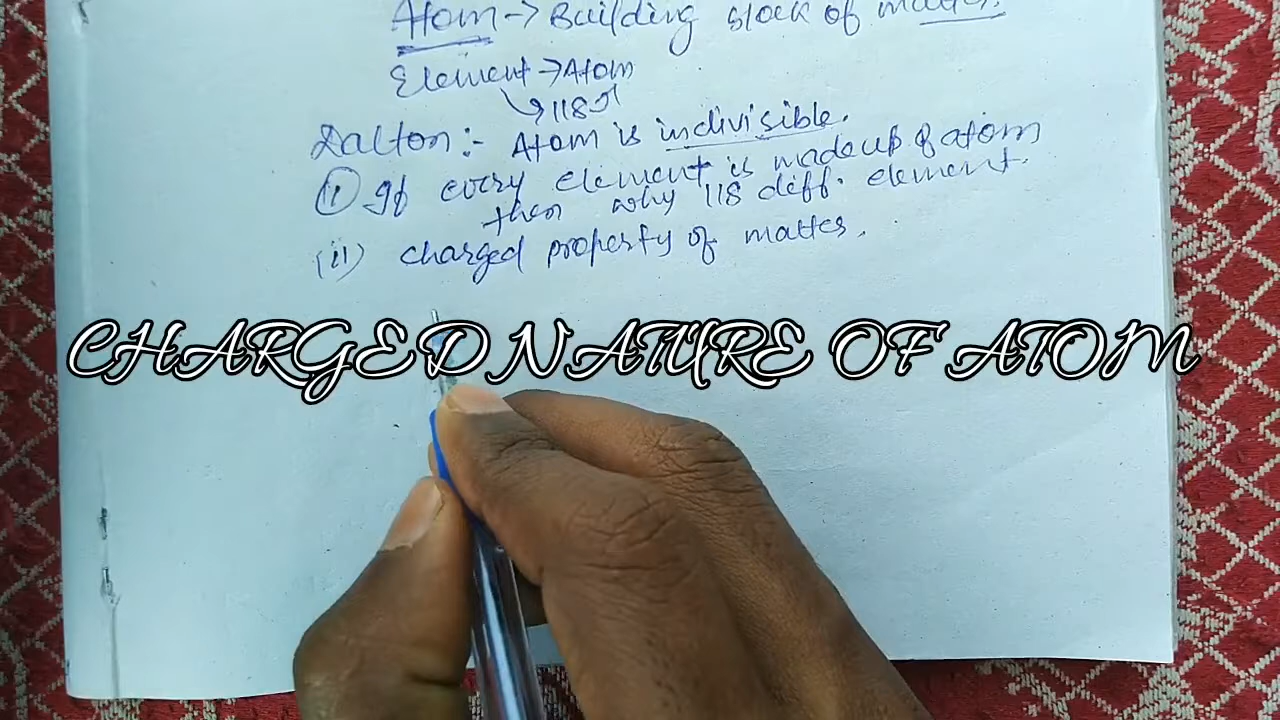 Atom → Building block of matter.
Element → Atom
↳ 118
Dalton :- Atom is indivisible.
(i) If every element is madeup of atom
then why 118 diff. element.
(ii) charged property of matter.
CHARGED NATURE OF ATOM